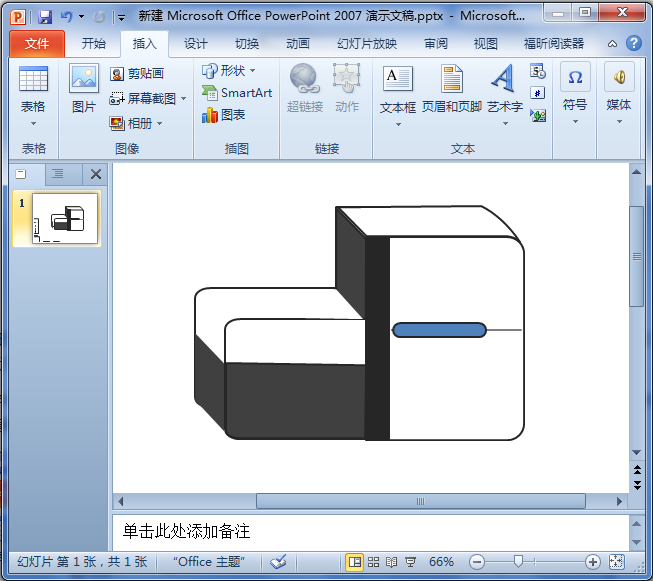 新建 Microsoft Office PowerPoint 2007 演示文稿.pptx - Microsoft...
文件 开始 插入 设计 切换 动画 幻灯片放映 审阅 视图 福昕阅读器
表格
图片
剪贴画
屏幕截图
相册
形状
SmartArt
图表
超链接
动作
文本框
页眉和页脚
艺术字
符号
媒体
表格 图像 插图 链接 文本
1
单击此处添加备注
幻灯片 第 1 张，共 1 张 "Office 主题" 66%